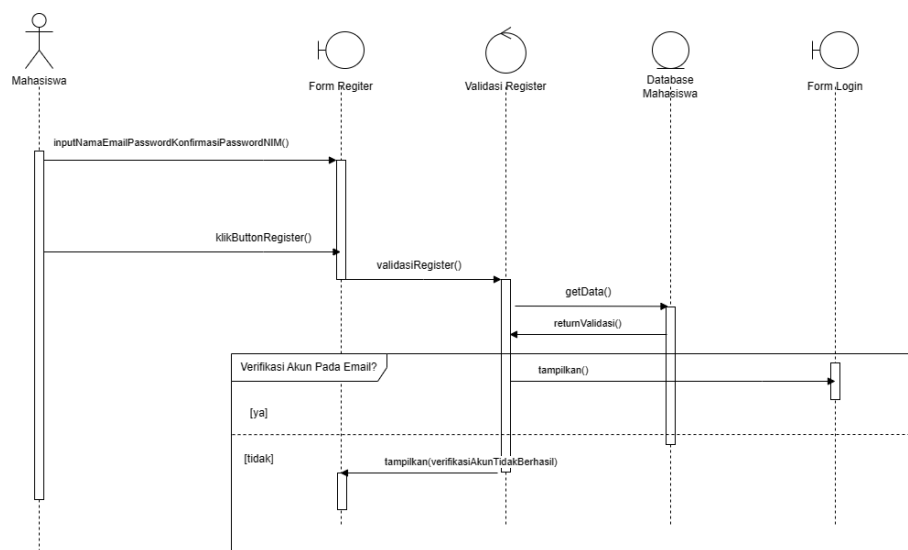 Mahasiswa
Form Regiter
Validasi Register
Database
Mahasiswa
Form Login
inputNamaEmailPasswordKonfirmasiPasswordNIM()
klikButtonRegister()
validasiRegister()
getData()
returnValidasi()
Verifikasi Akun Pada Email?
tampilkan()
[ya]
[tidak]
tampilkan(verifikasiAkunTidakBerhasil)